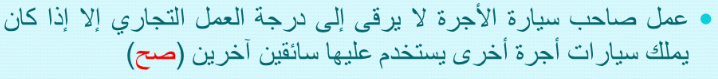 • عمل صاحب سيارة الأجرة لا يرقى إلى درجة العمل التجاري إلا إذا كان
يملك سيارات أجرة أخرى يستخدم عليها سائقين آخرين (صح)